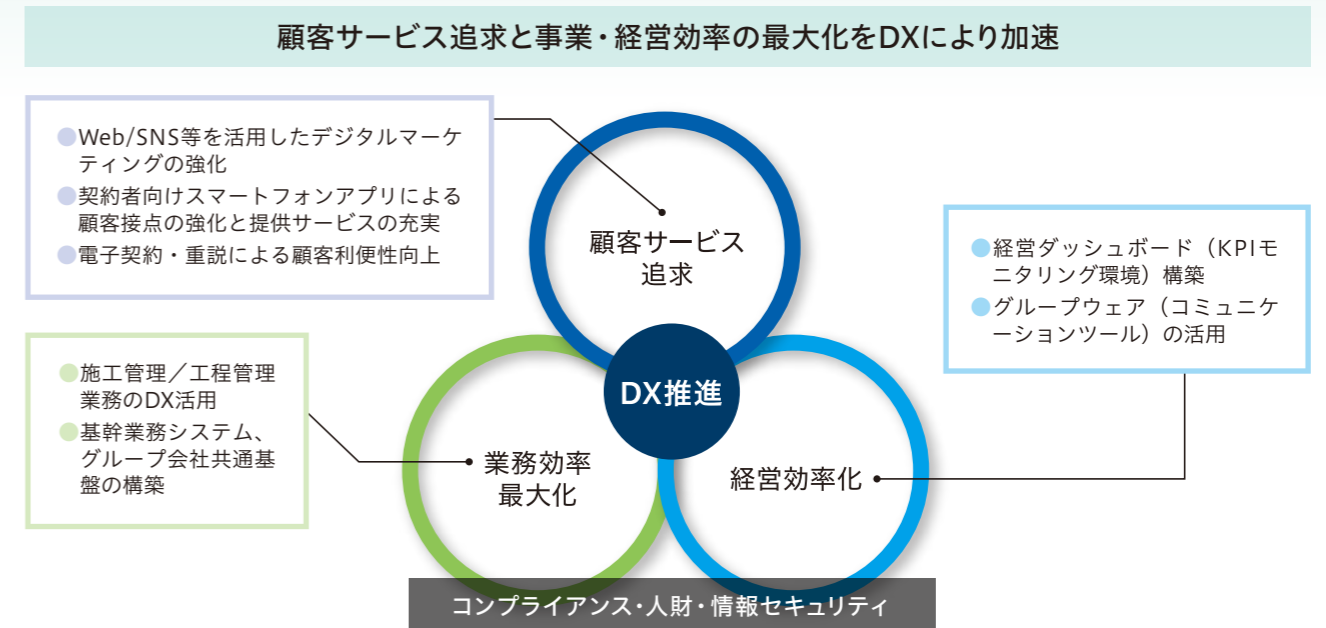 顧客サービス追求と事業・経営効率の最大化をDXにより加速
●Web/SNS等を活用したデジタルマーケ
ティングの強化
●契約者向けスマートフォンアプリによる
顧客接点の強化と提供サービスの充実
●電子契約・重説による顧客利便性向上
顧客サービス
追求
●経営ダッシュボード（KPIモ
ニタリング環境）構築
●グループウェア（コミュニケ
ーションツール）の活用
●施工管理／工程管理
業務のDX活用
●基幹業務システム、
グループ会社共通基
盤の構築
DX推進
業務効率
最大化
経営効率化
コンプライアンス・人財・情報セキュリティ